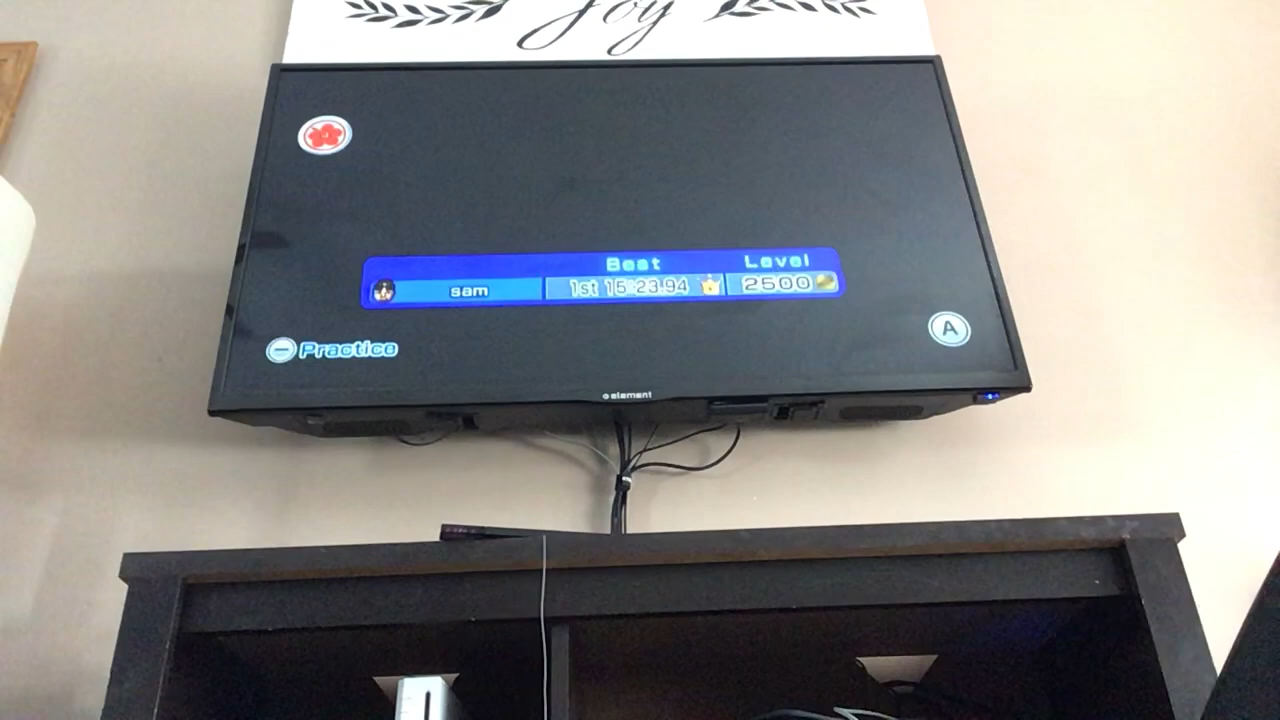 Joy
Best Level
sam 1st 15:23.94 2500
Practice
A
element